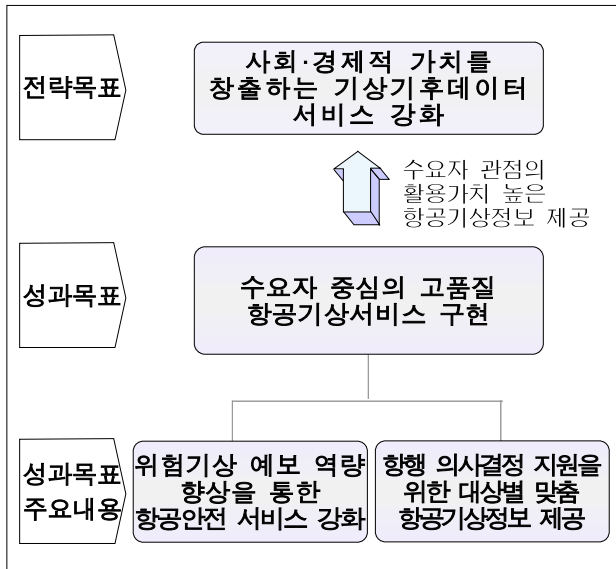 전략목표
사회·경제적 가치를
창출하는 기상기후데이터
서비스 강화
수요자 관점의
활용가치 높은
항공기상정보 제공
성과목표
수요자 중심의 고품질
항공기상서비스 구현
성과목표
주요내용
위험기상 예보 역량
향상을 통한
항공안전 서비스 강화
항행 의사결정 지원을
위한 대상별 맞춤
항공기상정보 제공